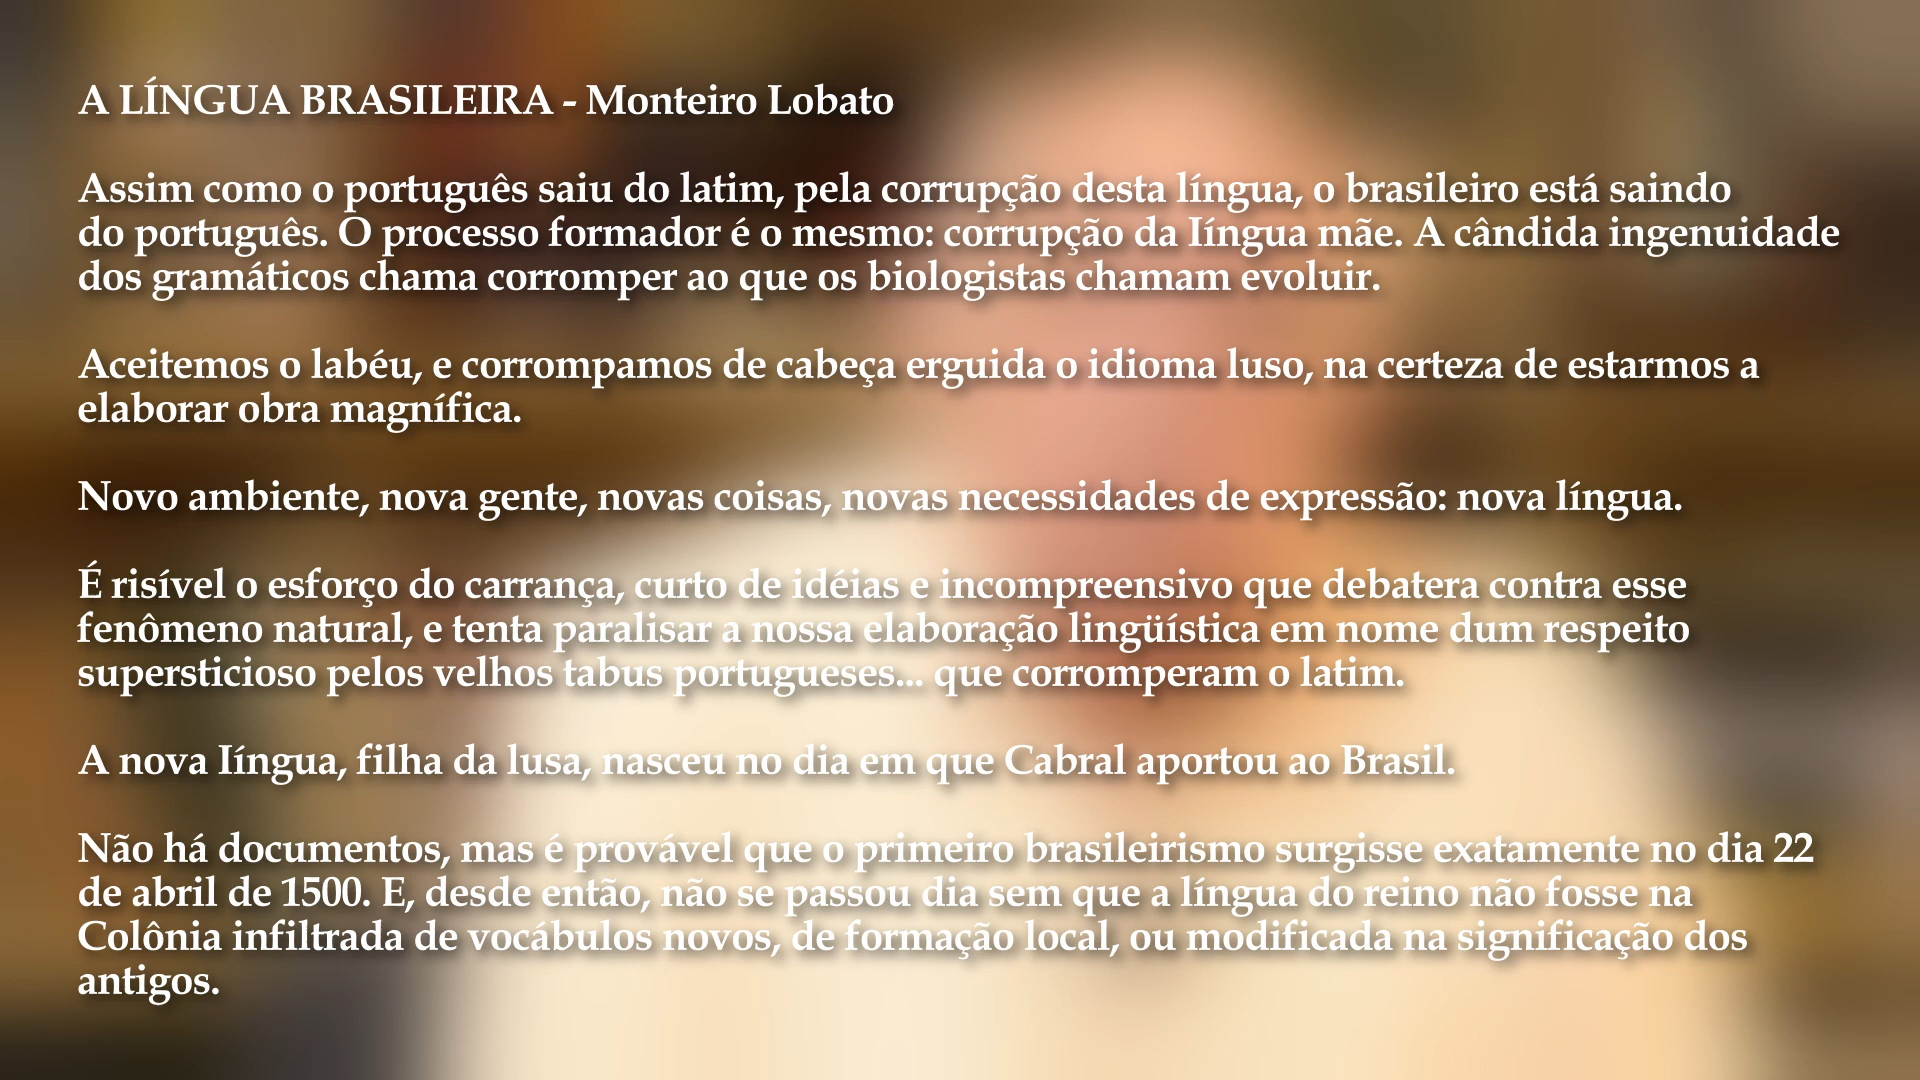 A LÍNGUA BRASILEIRA - Monteiro Lobato
Assim como o português saiu do latim, pela corrupção desta língua, o brasileiro está saindo
do português. O processo formador é o mesmo: corrupção da Iíngua mãe. A cândida ingenuidade
dos gramáticos chama corromper ao que os biologistas chamam evoluir.
Aceitemos o labéu, e corrompamos de cabeça erguida o idioma luso, na certeza de estarmos a
elaborar obra magnífica.
Novo ambiente, nova gente, novas coisas, novas necessidades de expressão: nova língua.
É risível o esforço do carrança, curto de idéias e incompreensivo que debatera contra esse
fenômeno natural, e tenta paralisar a nossa elaboração lingüística em nome dum respeito
supersticioso pelos velhos tabus portugueses... que corromperam o latim.
A nova Iíngua, filha da lusa, nasceu no dia em que Cabral aportou ao Brasil.
Não há documentos, mas é provável que o primeiro brasileirismo surgisse exatamente no dia 22
de abril de 1500. E, desde então, não se passou dia sem que a língua do reino não fosse na
Colônia infiltrada de vocábulos novos, de formação local, ou modificada na significação dos
antigos.